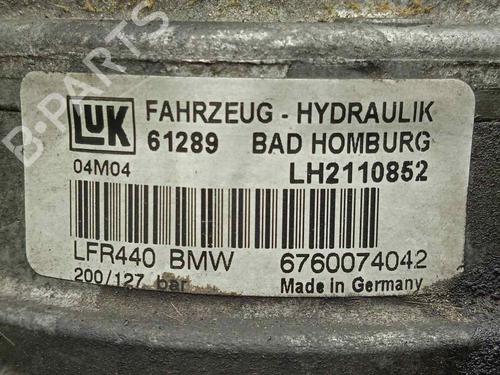 B-PARTS
LuK FAHRZEUG - HYDRAULIK
61289 BAD HOMBURG
04M04 LH2110852
LFR440 BMW 6760074042
200/127 bar Made in Germany